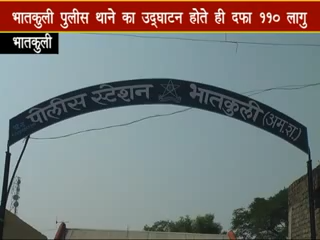 भातकुली पुलीस थाने का उद्घाटन होते ही दफा ११० लागु
भातकुली
पोलीस स्टेशन भातकुली (अम.ग्रा.)